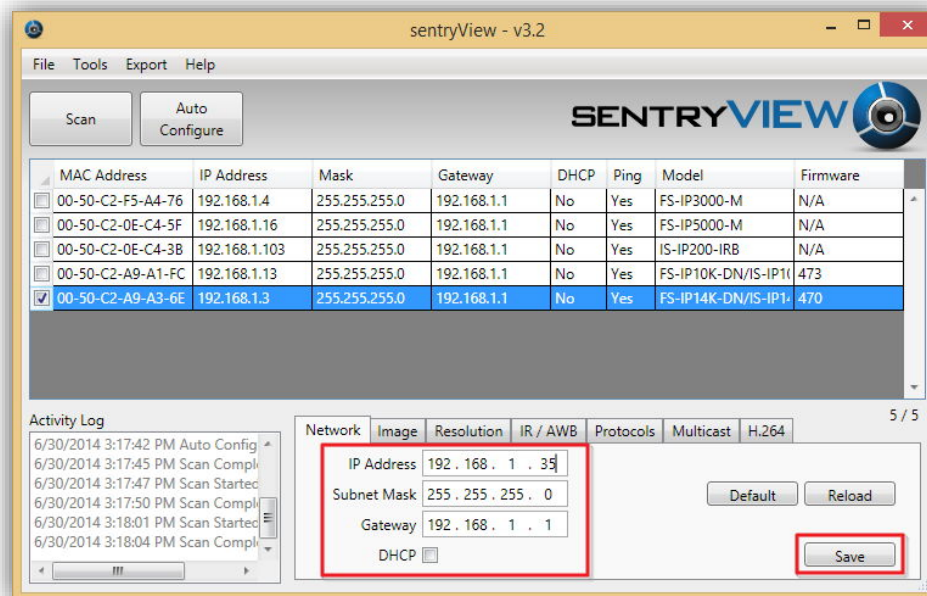 sentryView - v3.2
File Tools Export Help
Scan
Auto
Configure
SENTRYVIEW
MAC Address IP Address Mask Gateway DHCP Ping Model Firmware
00-50-C2-F5-A4-76 192.168.1.4 255.255.255.0 192.168.1.1 No Yes FS-IP3000-M N/A
00-50-C2-0E-C4-5F 192.168.1.16 255.255.255.0 192.168.1.1 No Yes FS-IP5000-M N/A
00-50-C2-0E-C4-3B 192.168.1.103 255.255.255.0 192.168.1.1 No Yes IS-IP200-IRB N/A
00-50-C2-A9-A1-FC 192.168.1.13 255.255.255.0 192.168.1.1 No Yes FS-IP10K-DN/IS-IP1 473
00-50-C2-A9-A3-6E 192.168.1.3 255.255.255.0 192.168.1.1 No Yes FS-IP14K-DN/IS-IP1 470
5 / 5
Activity Log
6/30/2014 3:17:42 PM Auto Config
6/30/2014 3:17:45 PM Scan Compl
6/30/2014 3:17:47 PM Scan Started
6/30/2014 3:17:50 PM Scan Compl
6/30/2014 3:18:01 PM Scan Started
6/30/2014 3:18:04 PM Scan Compl
Network Image Resolution IR / AWB Protocols Multicast H.264
IP Address 192 . 168 . 1 . 35
Subnet Mask 255 . 255 . 255 . 0
Gateway 192 . 168 . 1 . 1
DHCP
Default Reload
Save